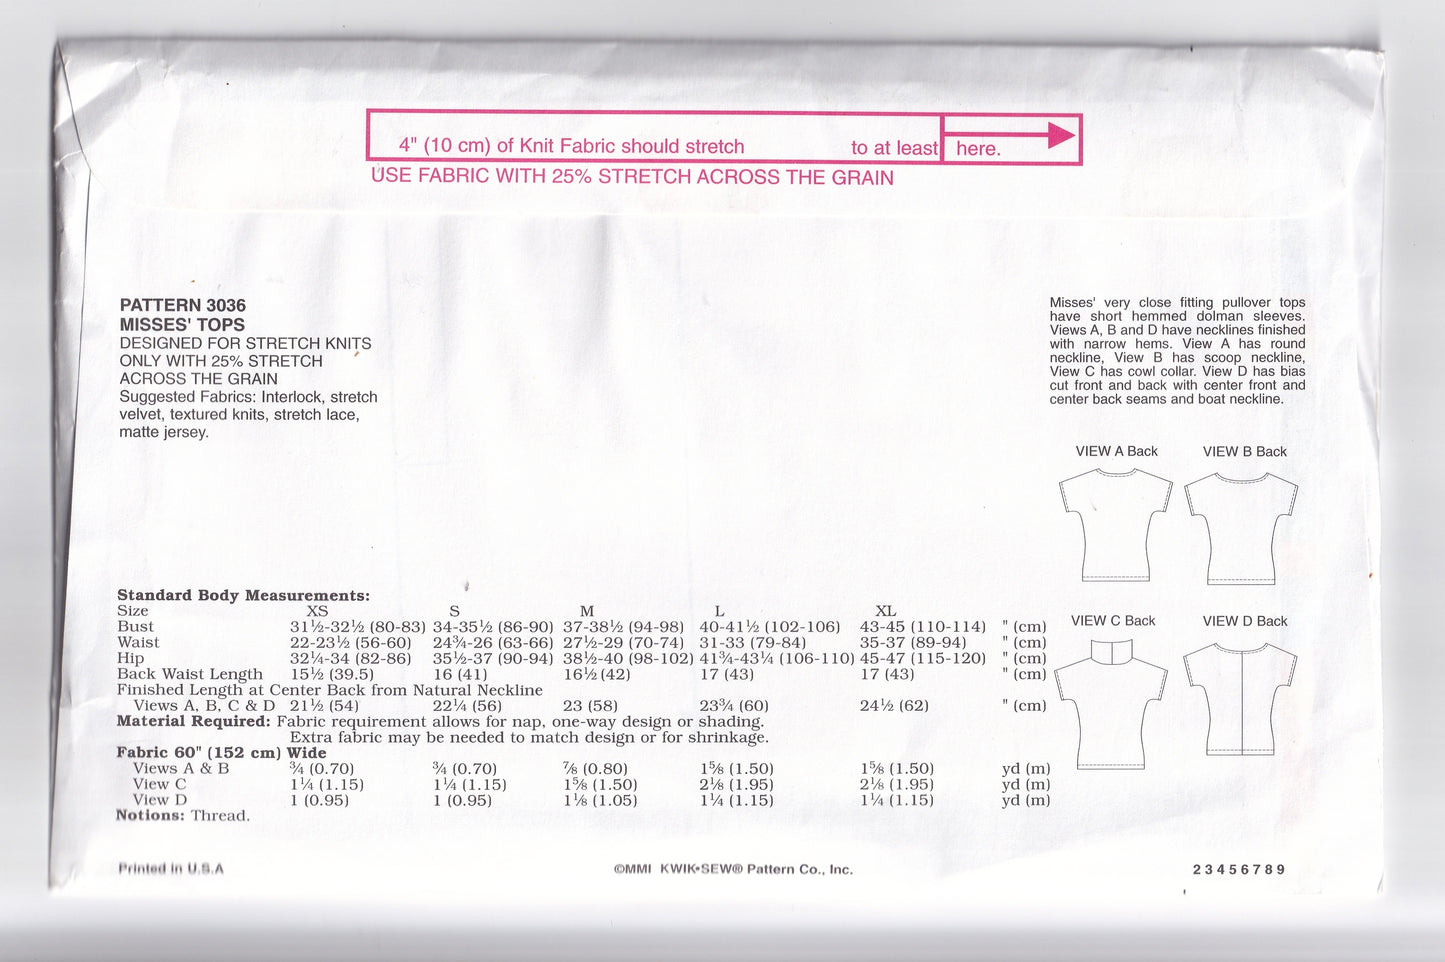 4" (10 cm) of Knit Fabric should stretch to at least here.
USE FABRIC WITH 25% STRETCH ACROSS THE GRAIN
PATTERN 3036
MISSES' TOPS
DESIGNED FOR STRETCH KNITS
ONLY WITH 25% STRETCH
ACROSS THE GRAIN
Suggested Fabrics: Interlock, stretch
velvet, textured knits, stretch lace,
matte jersey.
Misses' very close fitting pullover tops
have short hemmed dolman sleeves.
Views A, B and D have necklines finished
with narrow hems. View A has round
neckline, View B has scoop neckline,
View C has cowl collar. View D has bias
cut front and back with center front and
center back seams and boat neckline.
VIEW A Back VIEW B Back
VIEW C Back VIEW D Back
Standard Body Measurements:
Size XS S M L XL
Bust 31½-32½ (80-83) 34-35½ (86-90) 37-38½ (94-98) 40-41½ (102-106) 43-45 (110-114) " (cm)
Waist 22-23½ (56-60) 24¾-26 (63-66) 27½-29 (70-74) 31-33 (79-84) 35-37 (89-94) " (cm)
Hip 32¼-34 (82-86) 35½-37 (90-94) 38½-40 (98-102) 41¾-43¼ (106-110) 45-47 (115-120) " (cm)
Back Waist Length 15½ (39.5) 16 (41) 16½ (42) 17 (43) 17 (43) " (cm)
Finished Length at Center Back from Natural Neckline
Views A, B, C & D 21½ (54) 22¼ (56) 23 (58) 23¾ (60) 24½ (62) " (cm)
Material Required: Fabric requirement allows for nap, one-way design or shading.
Extra fabric may be needed to match design or for shrinkage.
Fabric 60" (152 cm) Wide
Views A & B ¾ (0.70) ¾ (0.70) ⅞ (0.80) 1⅝ (1.50) 1⅝ (1.50) yd (m)
View C 1¼ (1.15) 1¼ (1.15) 1⅝ (1.50) 2⅛ (1.95) 2⅛ (1.95) yd (m)
View D 1 (0.95) 1 (0.95) 1⅛ (1.05) 1¼ (1.15) 1¼ (1.15) yd (m)
Notions: Thread.
Printed in U.S.A ©MMI KWIK•SEW® Pattern Co., Inc. 2 3 4 5 6 7 8 9